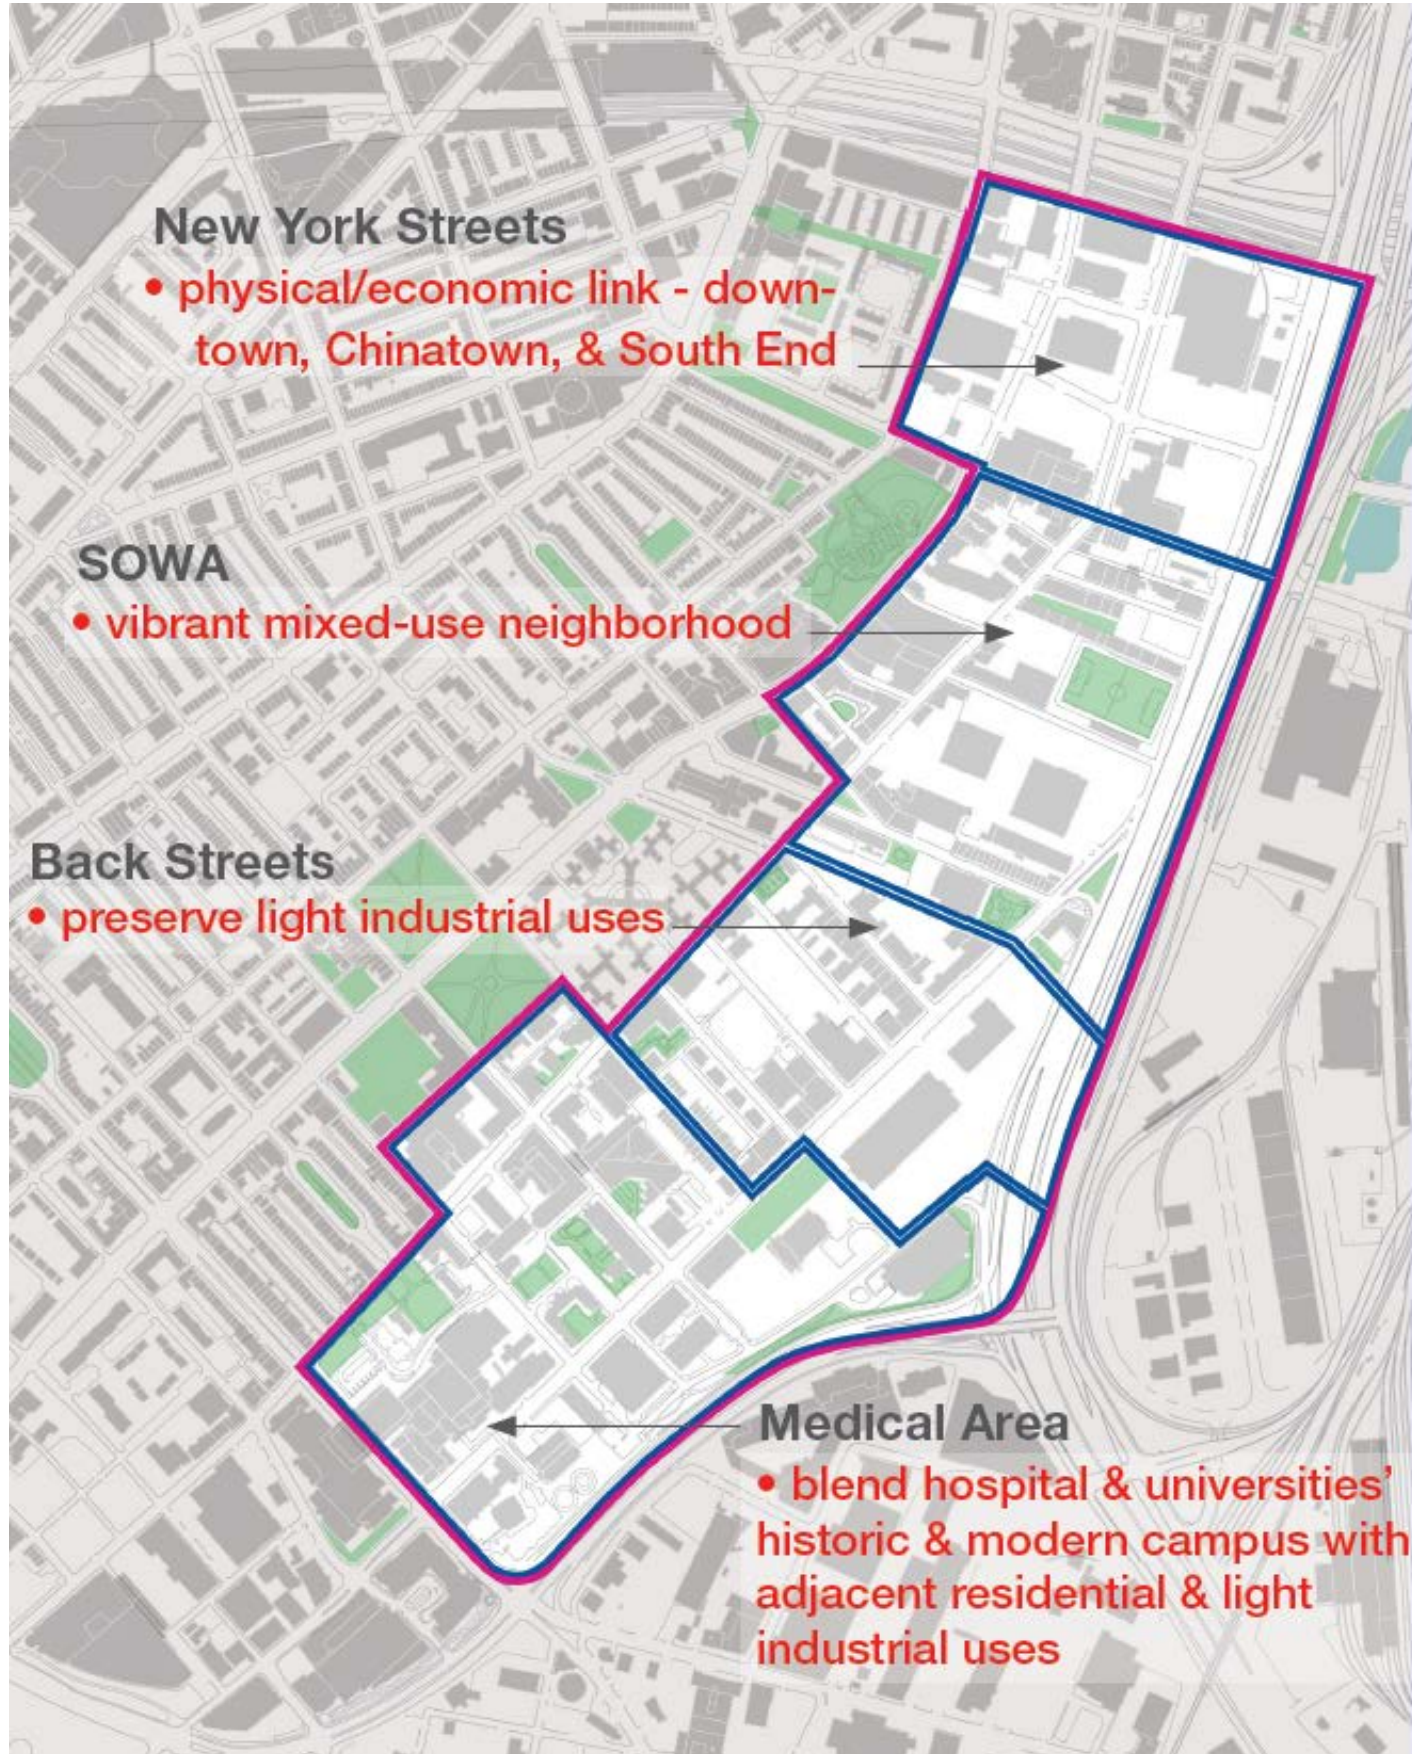 New York Streets
• physical/economic link - down-
town, Chinatown, & South End
SOWA
• vibrant mixed-use neighborhood
Back Streets
• preserve light industrial uses
Medical Area
• blend hospital & universities’
historic & modern campus with
adjacent residential & light
industrial uses